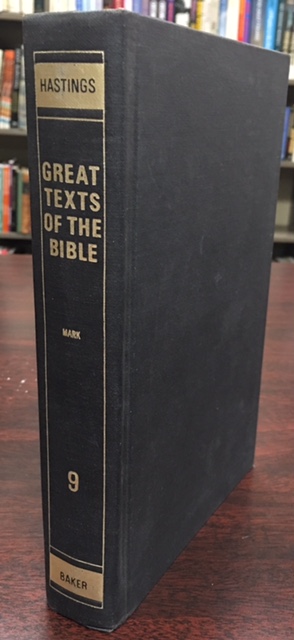 HASTINGS
GREAT
TEXTS
OF THE
BIBLE
MARK
9
BAKER